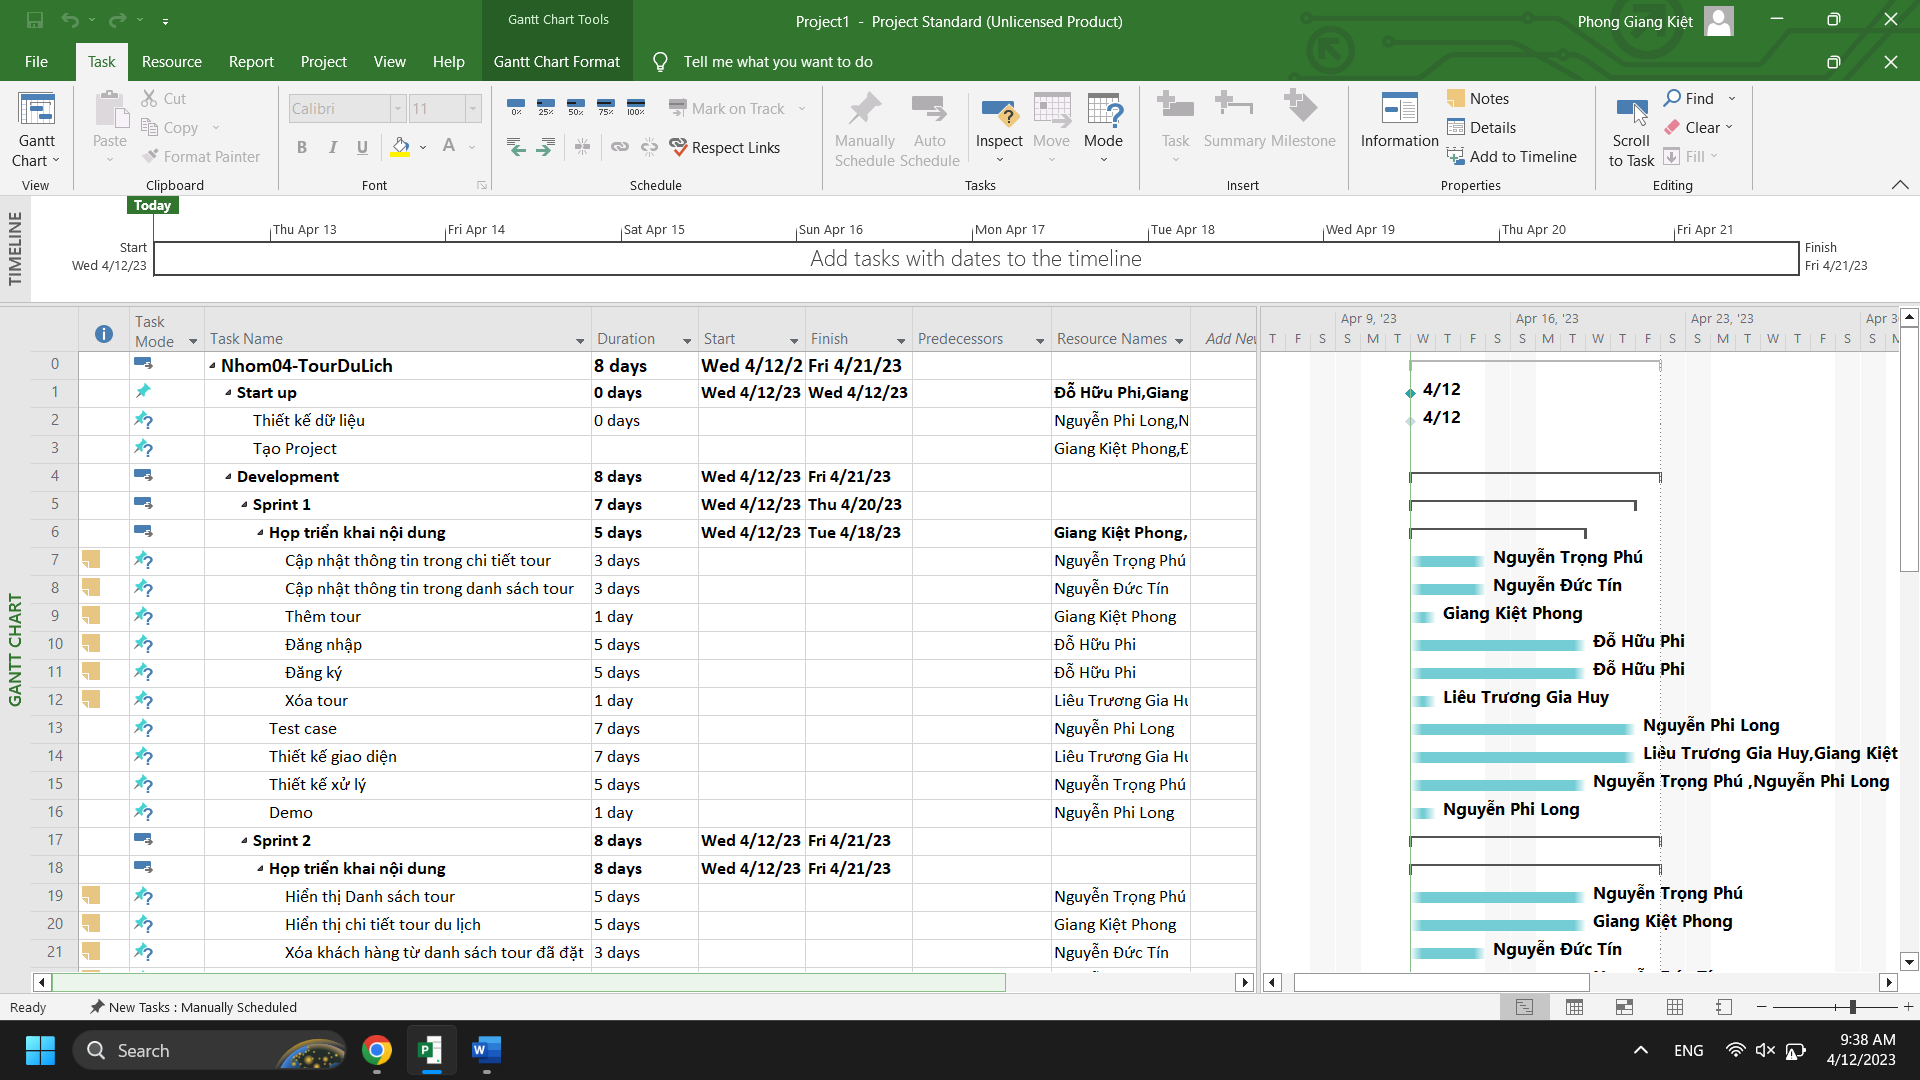 Gantt Chart Tools
Project1 - Project Standard (Unlicensed Product)
Phong Giang Kiệt
File Task Resource Report Project View Help Gantt Chart Format Tell me what you want to do
Gantt Chart
View
Paste
Cut
Copy
Format Painter
Clipboard
Calibri 11
B I U A
Font
0% 25% 50% 75% 100%
Mark on Track
Respect Links
Schedule
Manually Schedule
Auto Schedule
Inspect
Move
Mode
Tasks
Task
Summary
Milestone
Insert
Information
Notes
Details
Add to Timeline
Properties
Scroll to Task
Find
Clear
Fill
Editing
TIMELINE
Today
Thu Apr 13 Fri Apr 14 Sat Apr 15 Sun Apr 16 Mon Apr 17 Tue Apr 18 Wed Apr 19 Thu Apr 20 Fri Apr 21
Start
Wed 4/12/23
Add tasks with dates to the timeline
Finish
Fri 4/21/23
GANTT CHART
Task Mode Task Name Duration Start Finish Predecessors Resource Names Add Nev
0 Nhom04-TourDuLich 8 days Wed 4/12/2 Fri 4/21/23
1 Start up 0 days Wed 4/12/23 Wed 4/12/23 Đỗ Hữu Phi,Giang
2 Thiết kế dữ liệu 0 days Nguyễn Phi Long,N
3 Tạo Project Giang Kiệt Phong,Đ
4 Development 8 days Wed 4/12/23 Fri 4/21/23
5 Sprint 1 7 days Wed 4/12/23 Thu 4/20/23
6 Họp triển khai nội dung 5 days Wed 4/12/23 Tue 4/18/23 Giang Kiệt Phong,
7 Cập nhật thông tin trong chi tiết tour 3 days Nguyễn Trọng Phú
8 Cập nhật thông tin trong danh sách tour 3 days Nguyễn Đức Tín
9 Thêm tour 1 day Giang Kiệt Phong
10 Đăng nhập 5 days Đỗ Hữu Phi
11 Đăng ký 5 days Đỗ Hữu Phi
12 Xóa tour 1 day Liêu Trương Gia Hu
13 Test case 7 days Nguyễn Phi Long
14 Thiết kế giao diện 7 days Liêu Trương Gia Hu
15 Thiết kế xử lý 5 days Nguyễn Trọng Phú
16 Demo 1 day Nguyễn Phi Long
17 Sprint 2 8 days Wed 4/12/23 Fri 4/21/23
18 Họp triển khai nội dung 8 days Wed 4/12/23 Fri 4/21/23
19 Hiển thị Danh sách tour 5 days Nguyễn Trọng Phú
20 Hiển thị chi tiết tour du lịch 5 days Giang Kiệt Phong
21 Xóa khách hàng từ danh sách tour đã đặt 3 days Nguyễn Đức Tín
Apr 9, '23 Apr 16, '23 Apr 23, '23 Apr 3
T F S S M T W T F S S M T W T F S S M T W T F S S M
4/12
4/12
Nguyễn Trọng Phú
Nguyễn Đức Tín
Giang Kiệt Phong
Đỗ Hữu Phi
Đỗ Hữu Phi
Liêu Trương Gia Huy
Nguyễn Phi Long
Liêu Trương Gia Huy,Giang Kiệt
Nguyễn Trọng Phú ,Nguyễn Phi Long
Nguyễn Phi Long
Nguyễn Trọng Phú
Giang Kiệt Phong
Nguyễn Đức Tín
Ready New Tasks : Manually Scheduled
Search
ENG
9:38 AM
4/12/2023